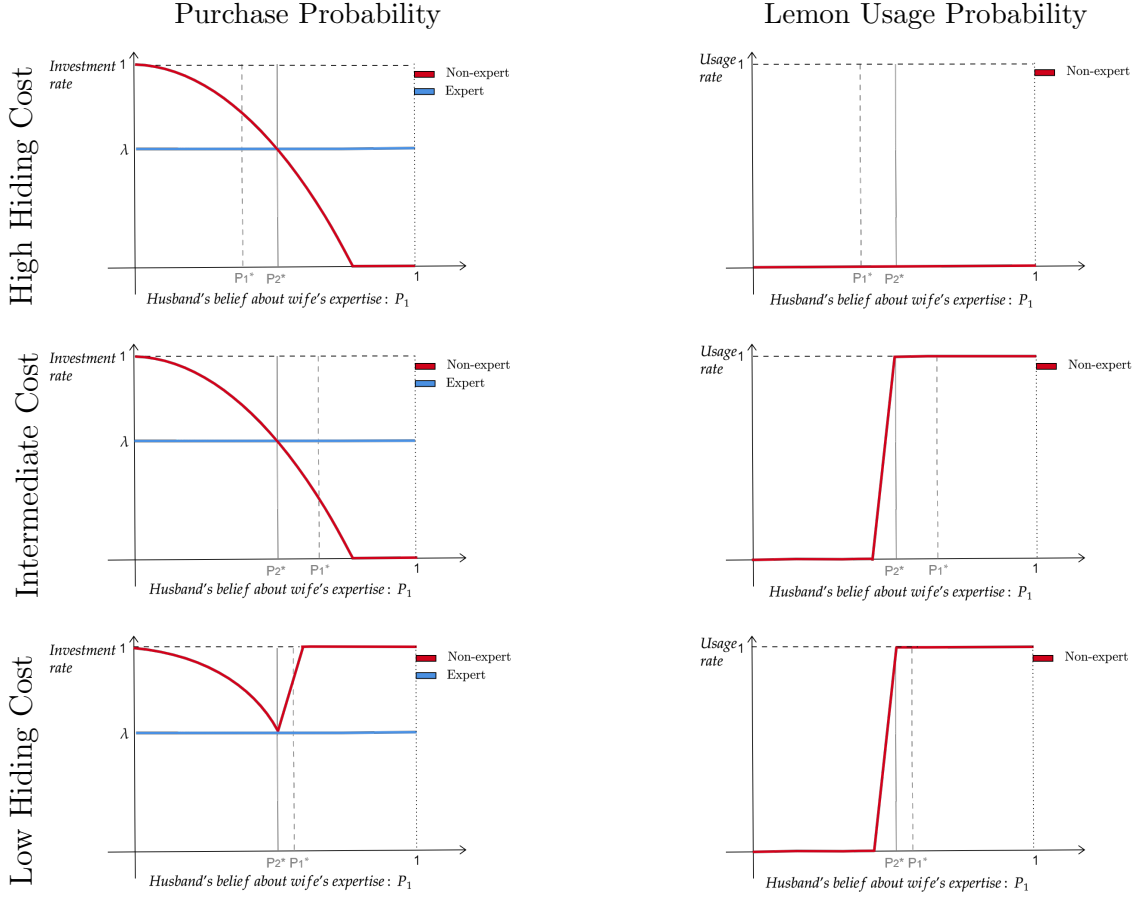 Purchase Probability
Lemon Usage Probability
High Hiding Cost
Investment
rate
1
λ
Non-expert
Expert
P₁* P₂*
1
Husband's belief about wife's expertise: P₁
Usage
rate
1
Non-expert
P₁* P₂*
1
Husband's belief about wife's expertise: P₁
Intermediate Cost
Investment
rate
1
λ
Non-expert
Expert
P₂* P₁*
1
Husband's belief about wife's expertise: P₁
Usage
rate
1
Non-expert
P₂* P₁*
1
Husband's belief about wife's expertise: P₁
Low Hiding Cost
Investment
rate
1
λ
Non-expert
Expert
P₂* P₁*
1
Husband's belief about wife's expertise: P₁
Usage
rate
1
Non-expert
P₂* P₁*
1
Husband's belief about wife's expertise: P₁